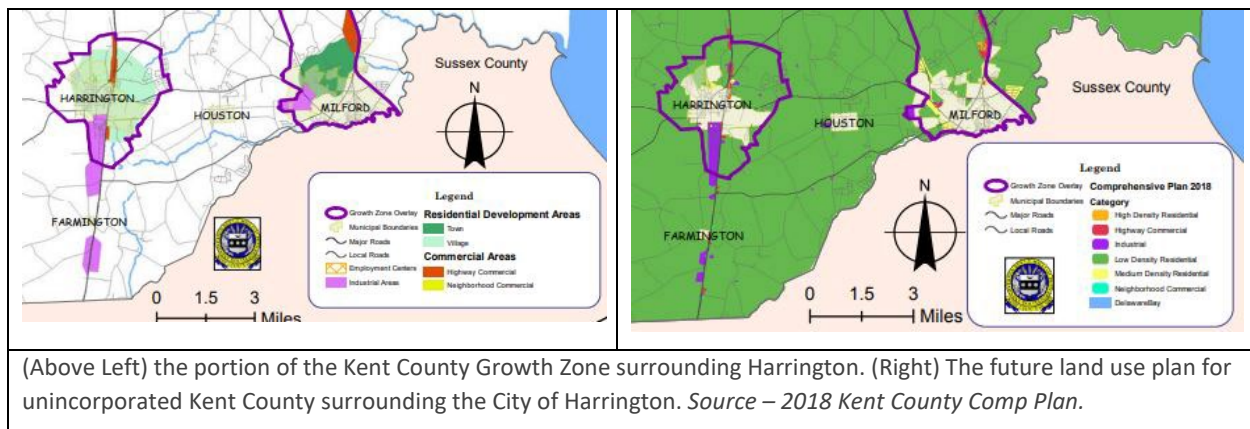 Sussex County
N
HARRINGTON
HOUSTON
MILFORD
FARMINGTON
Legend
Growth Zone Overlay
Municipal Boundaries
Major Roads
Local Roads
Employment Centers
Industrial Areas
Residential Development Areas
Town
Village
Commercial Areas
Highway Commercial
Neighborhood Commercial
0 1.5 3
Miles
Sussex County
N
HARRINGTON
HOUSTON
MILFORD
FARMINGTON
Legend
Growth Zone Overlay
Municipal Boundaries
Major Roads
Local Roads
Comprehensive Plan 2018
Category
High Density Residential
Highway Commercial
Industrial
Low Density Residential
Medium Density Residential
Neighborhood Commercial
DelawareBay
0 1.5 3
Miles
(Above Left) the portion of the Kent County Growth Zone surrounding Harrington. (Right) The future land use plan for
unincorporated Kent County surrounding the City of Harrington. Source – 2018 Kent County Comp Plan.